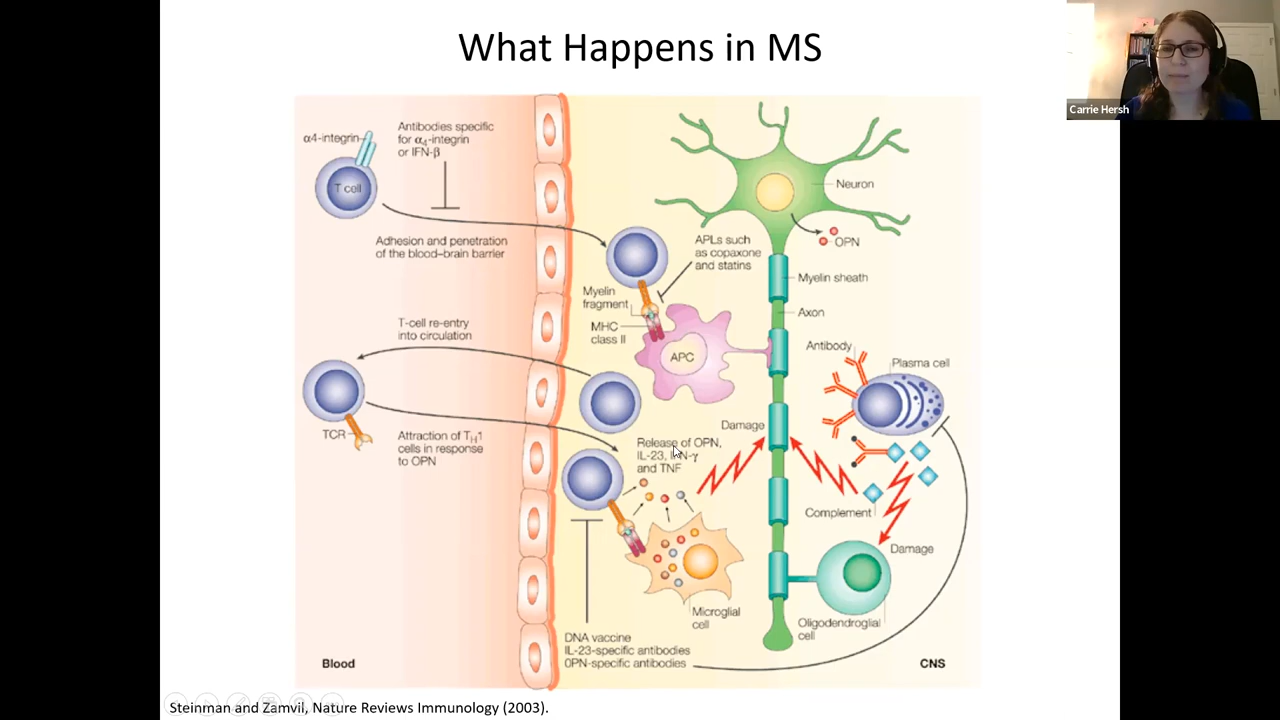 What Happens in MS
Carrie Hersh
α4-integrin
T cell
Antibodies specific
for α4-integrin
or IFN-β
Adhesion and penetration
of the blood–brain barrier
T-cell re-entry
into circulation
TCR
Attraction of TH1
cells in response
to OPN
Blood
Neuron
OPN
APLs such
as copaxone
and statins
Myelin sheath
Myelin
fragment
MHC
class II
APC
Axon
Antibody
Plasma cell
Damage
Release of OPN,
IL-23, IFN-γ
and TNF
Complement
Damage
Microglial
cell
Oligodendroglial
cell
DNA vaccine
IL-23-specific antibodies
OPN-specific antibodies
CNS
Steinman and Zamvil, Nature Reviews Immunology (2003).